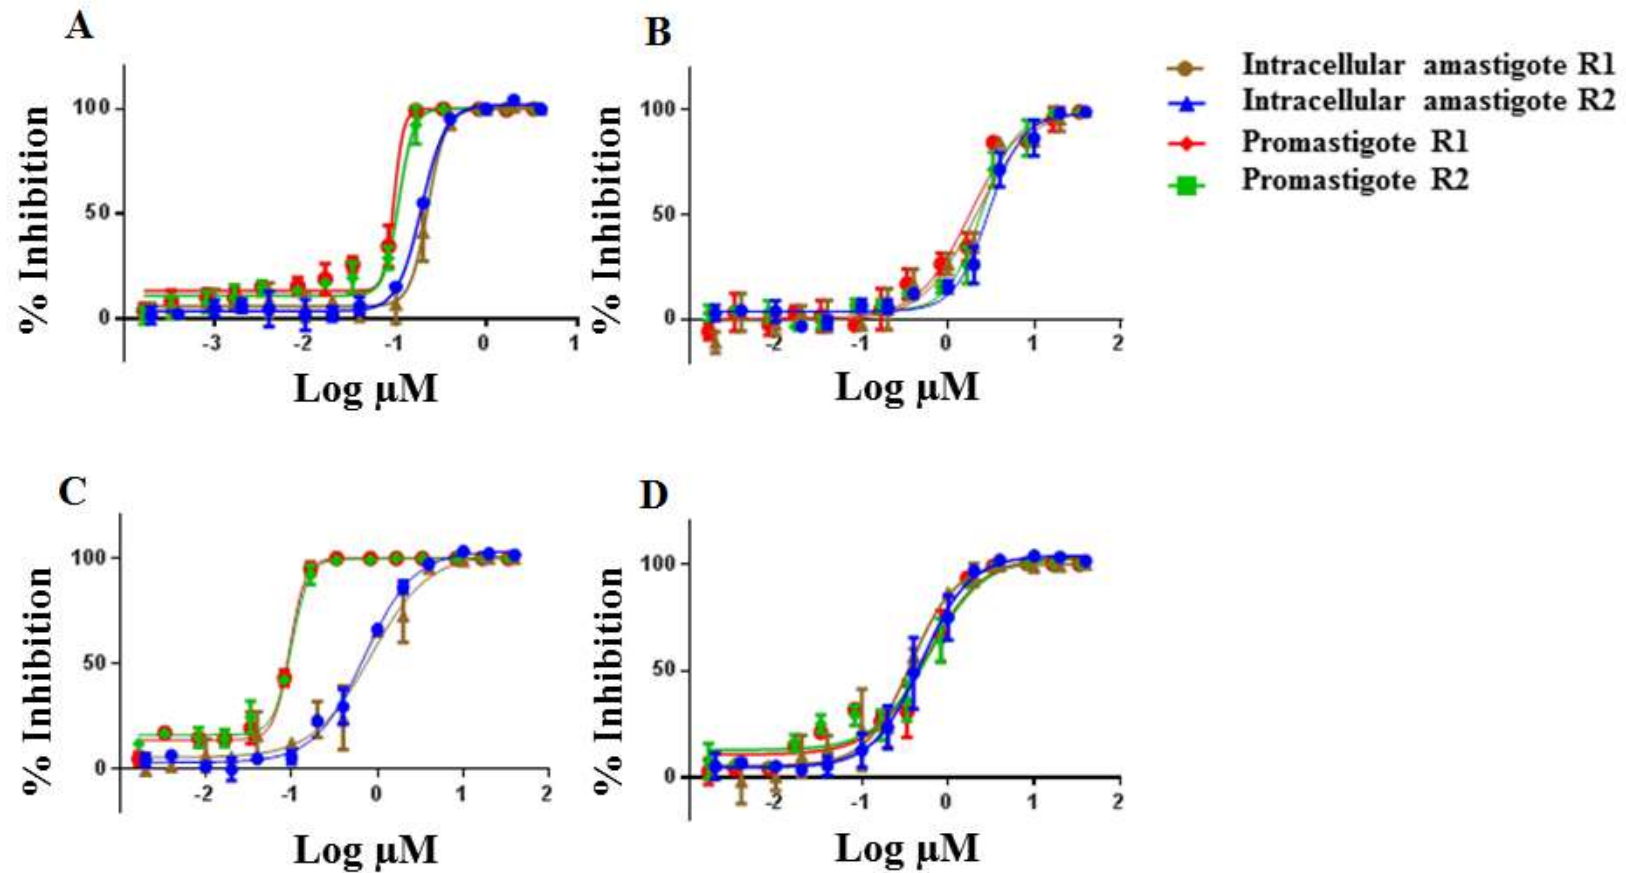 A
B
Intracellular amastigote R1
Intracellular amastigote R2
Promastigote R1
Promastigote R2
% Inhibition
100
50
0
-3 -2 -1 0 1
Log µM
% Inhibition
100
50
0
-2 -1 0 1 2
Log µM
C
D
% Inhibition
100
50
0
-2 -1 0 1 2
Log µM
% Inhibition
100
50
0
-2 -1 0 1 2
Log µM